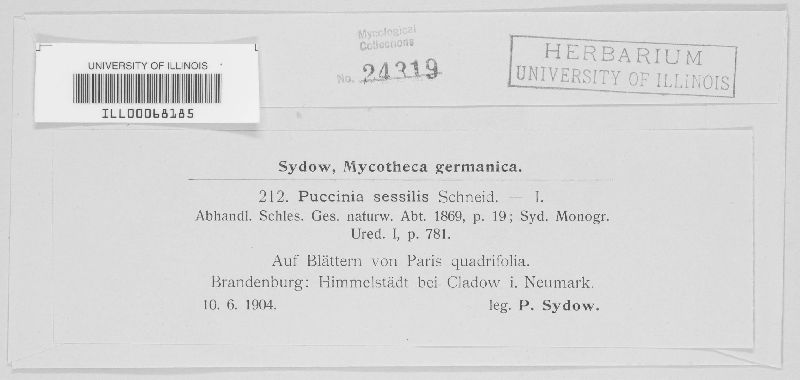 UNIVERSITY OF ILLINOIS
ILL00068185
Mycological
Collections
No. 24319
HERBARIUM
UNIVERSITY OF ILLINOIS
Sydow, Mycotheca germanica.
212. Puccinia sessilis Schneid. — I.
Abhandl. Schles. Ges. naturw. Abt. 1869, p. 19; Syd. Monogr.
Ured. I, p. 781.
Auf Blättern von Paris quadrifolia.
Brandenburg: Himmelstädt bei Cladow i. Neumark.
10. 6. 1904. leg. P. Sydow.